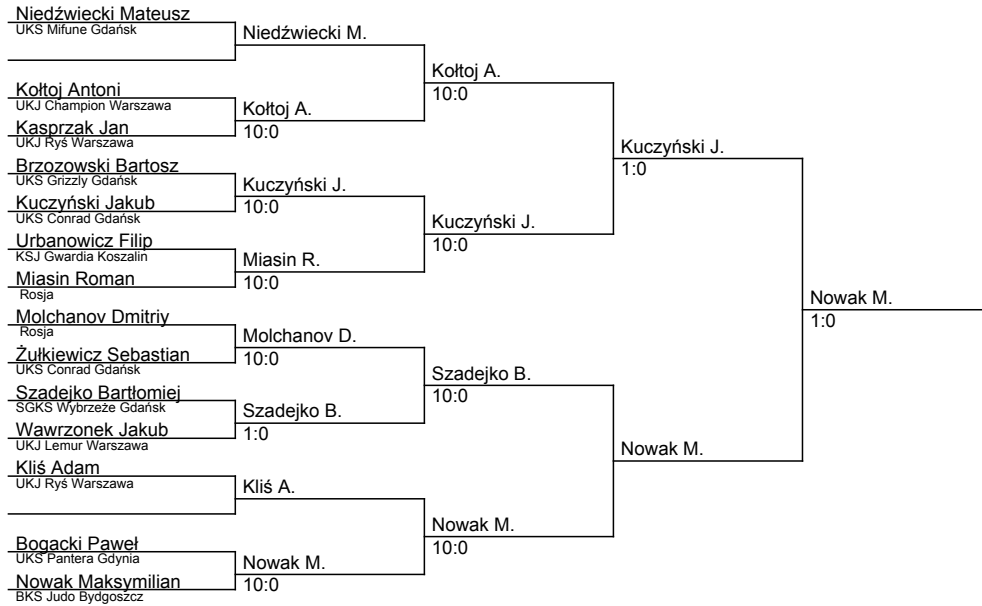 Niedźwiecki Mateusz
UKS Mifune Gdańsk
Niedźwiecki M.
Kołtoj A.
10:0
Kołtoj Antoni
UKJ Champion Warszawa
Kołtoj A.
10:0
Kasprzak Jan
UKJ Ryś Warszawa
Kuczyński J.
1:0
Brzozowski Bartosz
UKS Grizzly Gdańsk
Kuczyński J.
10:0
Kuczyński Jakub
UKS Conrad Gdańsk
Kuczyński J.
10:0
Urbanowicz Filip
KSJ Gwardia Koszalin
Miasin R.
10:0
Miasin Roman
Rosja
Nowak M.
1:0
Molchanov Dmitriy
Rosja
Molchanov D.
10:0
Żułkiewicz Sebastian
UKS Conrad Gdańsk
Szadejko B.
10:0
Szadejko Bartłomiej
SGKS Wybrzeże Gdańsk
Szadejko B.
1:0
Wawrzonek Jakub
UKJ Lemur Warszawa
Nowak M.
Kliś Adam
UKJ Ryś Warszawa
Kliś A.
Nowak M.
10:0
Bogacki Paweł
UKS Pantera Gdynia
Nowak M.
10:0
Nowak Maksymilian
BKS Judo Bydgoszcz